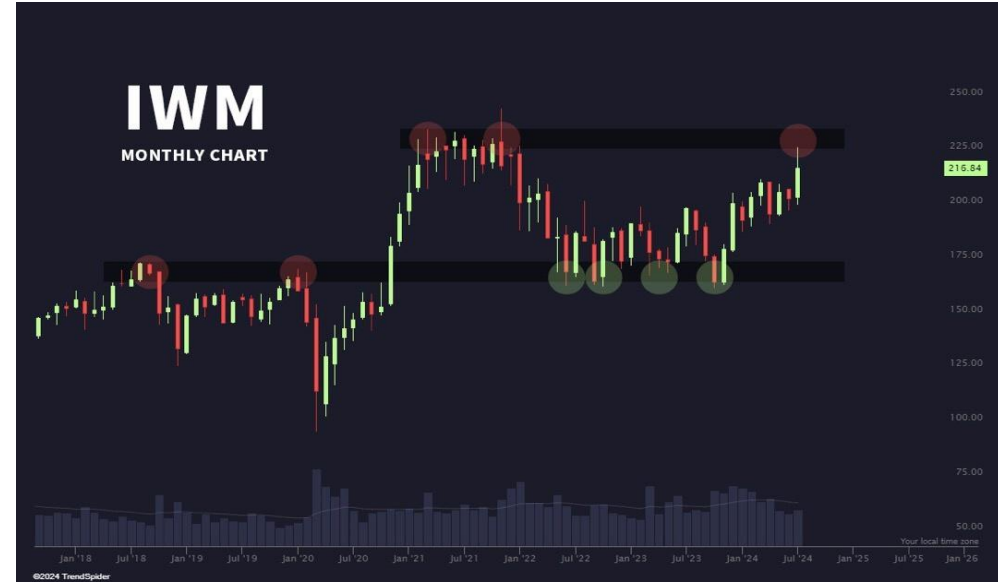 IWM
MONTHLY CHART
250.00
225.00
216.84
200.00
175.00
150.00
125.00
100.00
75.00
50.00
Your local time zone
Jan '18 Jul '18 Jan '19 Jul '19 Jan '20 Jul '20 Jan '21 Jul '21 Jan '22 Jul '22 Jan '23 Jul '23 Jan '24 Jul '24 Jan '25 Jul '25 Jan '26
©2024 TrendSpider